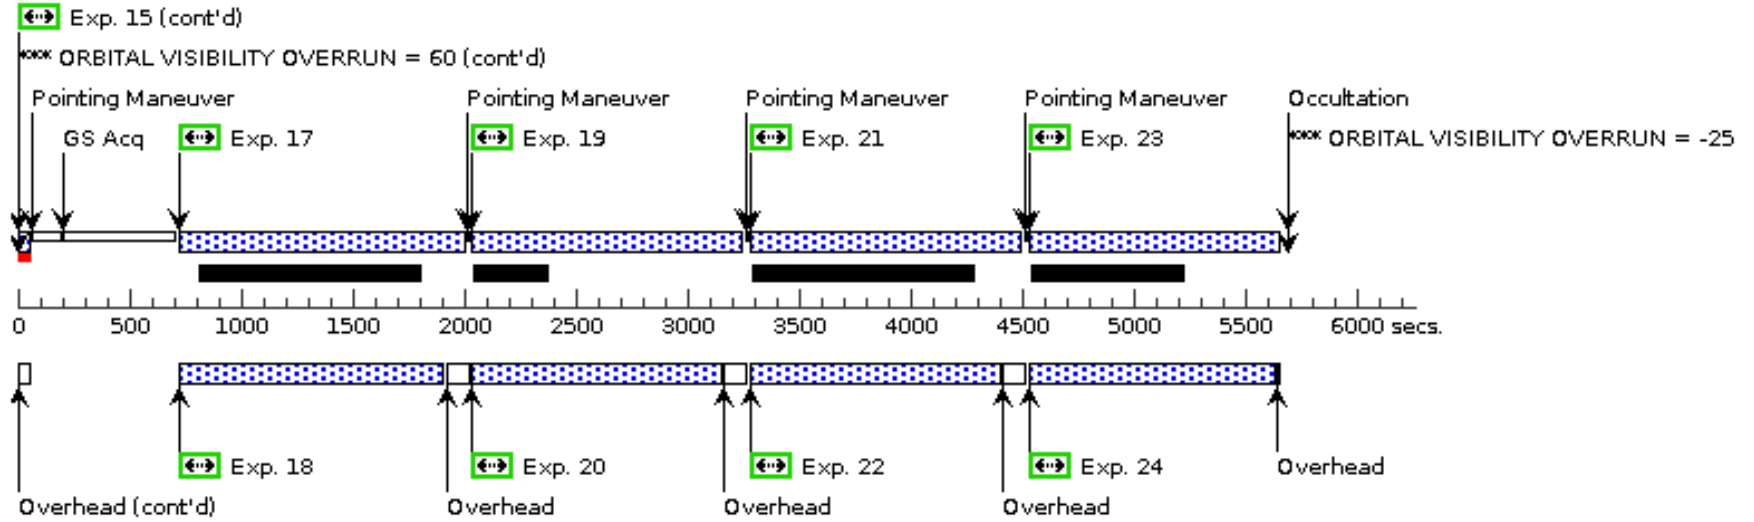 Exp. 15 (cont'd)
**** ORBITAL VISIBILITY OVERRUN = 60 (cont'd)
Pointing Maneuver Pointing Maneuver Pointing Maneuver Pointing Maneuver Occultation
GS Acq Exp. 17 Exp. 19 Exp. 21 Exp. 23 **** ORBITAL VISIBILITY OVERRUN = -25
0 500 1000 1500 2000 2500 3000 3500 4000 4500 5000 5500 6000 secs.
Exp. 18 Exp. 20 Exp. 22 Exp. 24 Overhead
Overhead (cont'd) Overhead Overhead Overhead